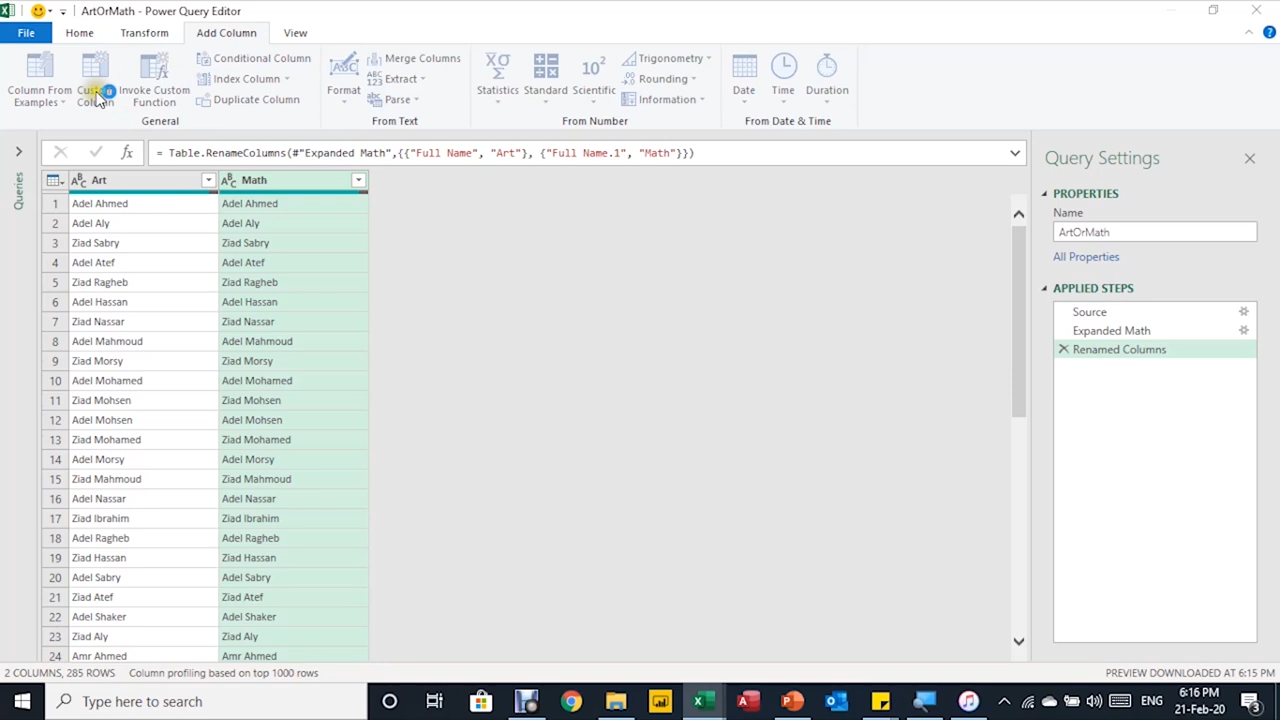 ArtOrMath - Power Query Editor
File Home Transform Add Column View
Column From Examples
Column
Invoke Custom Function
Conditional Column
Index Column
Duplicate Column
General
Format
Merge Columns
Extract
Parse
From Text
Statistics
Standard
Scientific
Trigonometry
Rounding
Information
From Number
Date
Time
Duration
From Date & Time
= Table.RenameColumns(#"Expanded Math",{{"Full Name", "Art"}, {"Full Name.1", "Math"}})
Queries
Art Math
1 Adel Ahmed Adel Ahmed
2 Adel Aly Adel Aly
3 Ziad Sabry Ziad Sabry
4 Adel Atef Adel Atef
5 Ziad Ragheb Ziad Ragheb
6 Adel Hassan Adel Hassan
7 Ziad Nassar Ziad Nassar
8 Adel Mahmoud Adel Mahmoud
9 Ziad Morsy Ziad Morsy
10 Adel Mohamed Adel Mohamed
11 Ziad Mohsen Ziad Mohsen
12 Adel Mohsen Adel Mohsen
13 Ziad Mohamed Ziad Mohamed
14 Adel Morsy Adel Morsy
15 Ziad Mahmoud Ziad Mahmoud
16 Adel Nassar Adel Nassar
17 Ziad Ibrahim Ziad Ibrahim
18 Adel Ragheb Adel Ragheb
19 Ziad Hassan Ziad Hassan
20 Adel Sabry Adel Sabry
21 Ziad Atef Ziad Atef
22 Adel Shaker Adel Shaker
23 Ziad Aly Ziad Aly
24 Amr Ahmed Amr Ahmed
Query Settings
PROPERTIES
Name
ArtOrMath
All Properties
APPLIED STEPS
Source
Expanded Math
Renamed Columns
2 COLUMNS, 285 ROWS Column profiling based on top 1000 rows
PREVIEW DOWNLOADED AT 6:15 PM
Type here to search
ENG
6:16 PM
21-Feb-20
3